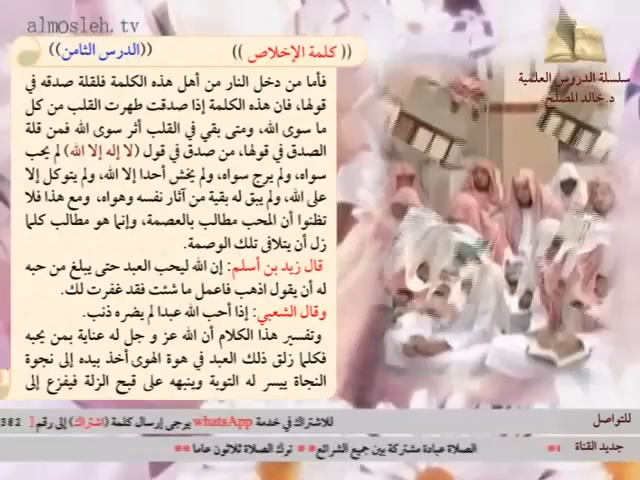 almosleh.tv
((كلمة الإخلاص))
((الدرس الثامن))
سلسلة الدروس العلمية
د.خالد المصلح
فأما من دخل النار من أهل هذه الكلمة فلقلة صدقه في
قولها، فان هذه الكلمة إذا صدقت طهرت القلب من كل
ما سوى الله، ومتى بقي في القلب أثر سوى الله فمن قلة
الصدق في قولها، من صدق في قول (لا إله إلا الله) لم يحب
سواه، ولم يرج سواه، ولم يخش أحدا إلا الله، ولم يتوكل إلا
على الله، ولم يبق له بقية من آثار نفسه وهواه، ومع هذا فلا
تظنوا أن المحب مطالب بالعصمة، وإنما هو مطالب كلما
زل أن يتلافى تلك الوصمة.
قال زيد بن أسلم: إن الله ليحب العبد حتى يبلغ من حبه
له أن يقول اذهب فاعمل ما شئت فقد غفرت لك.
وقال الشعبي: إذا أحب الله عبدا لم يضره ذنب.
وتفسير هذا الكلام أن الله عز و جل له عناية بمن يحبه
فكلما زلق ذلك العبد في هوة الهوى أخذ بيده إلى نجوة
النجاة ييسر له التوبة وينبهه على قبح الزلة فيفزع إلى
للتواصل
للاشتراك في خدمة whatsApp يرجى إرسال كلمة (اشتراك) إلى رقم [ 382
جديد القناة
الصلاة عبادة مشتركة بين جميع الشرائع ** ترك الصلاة ثلاثون عاما **